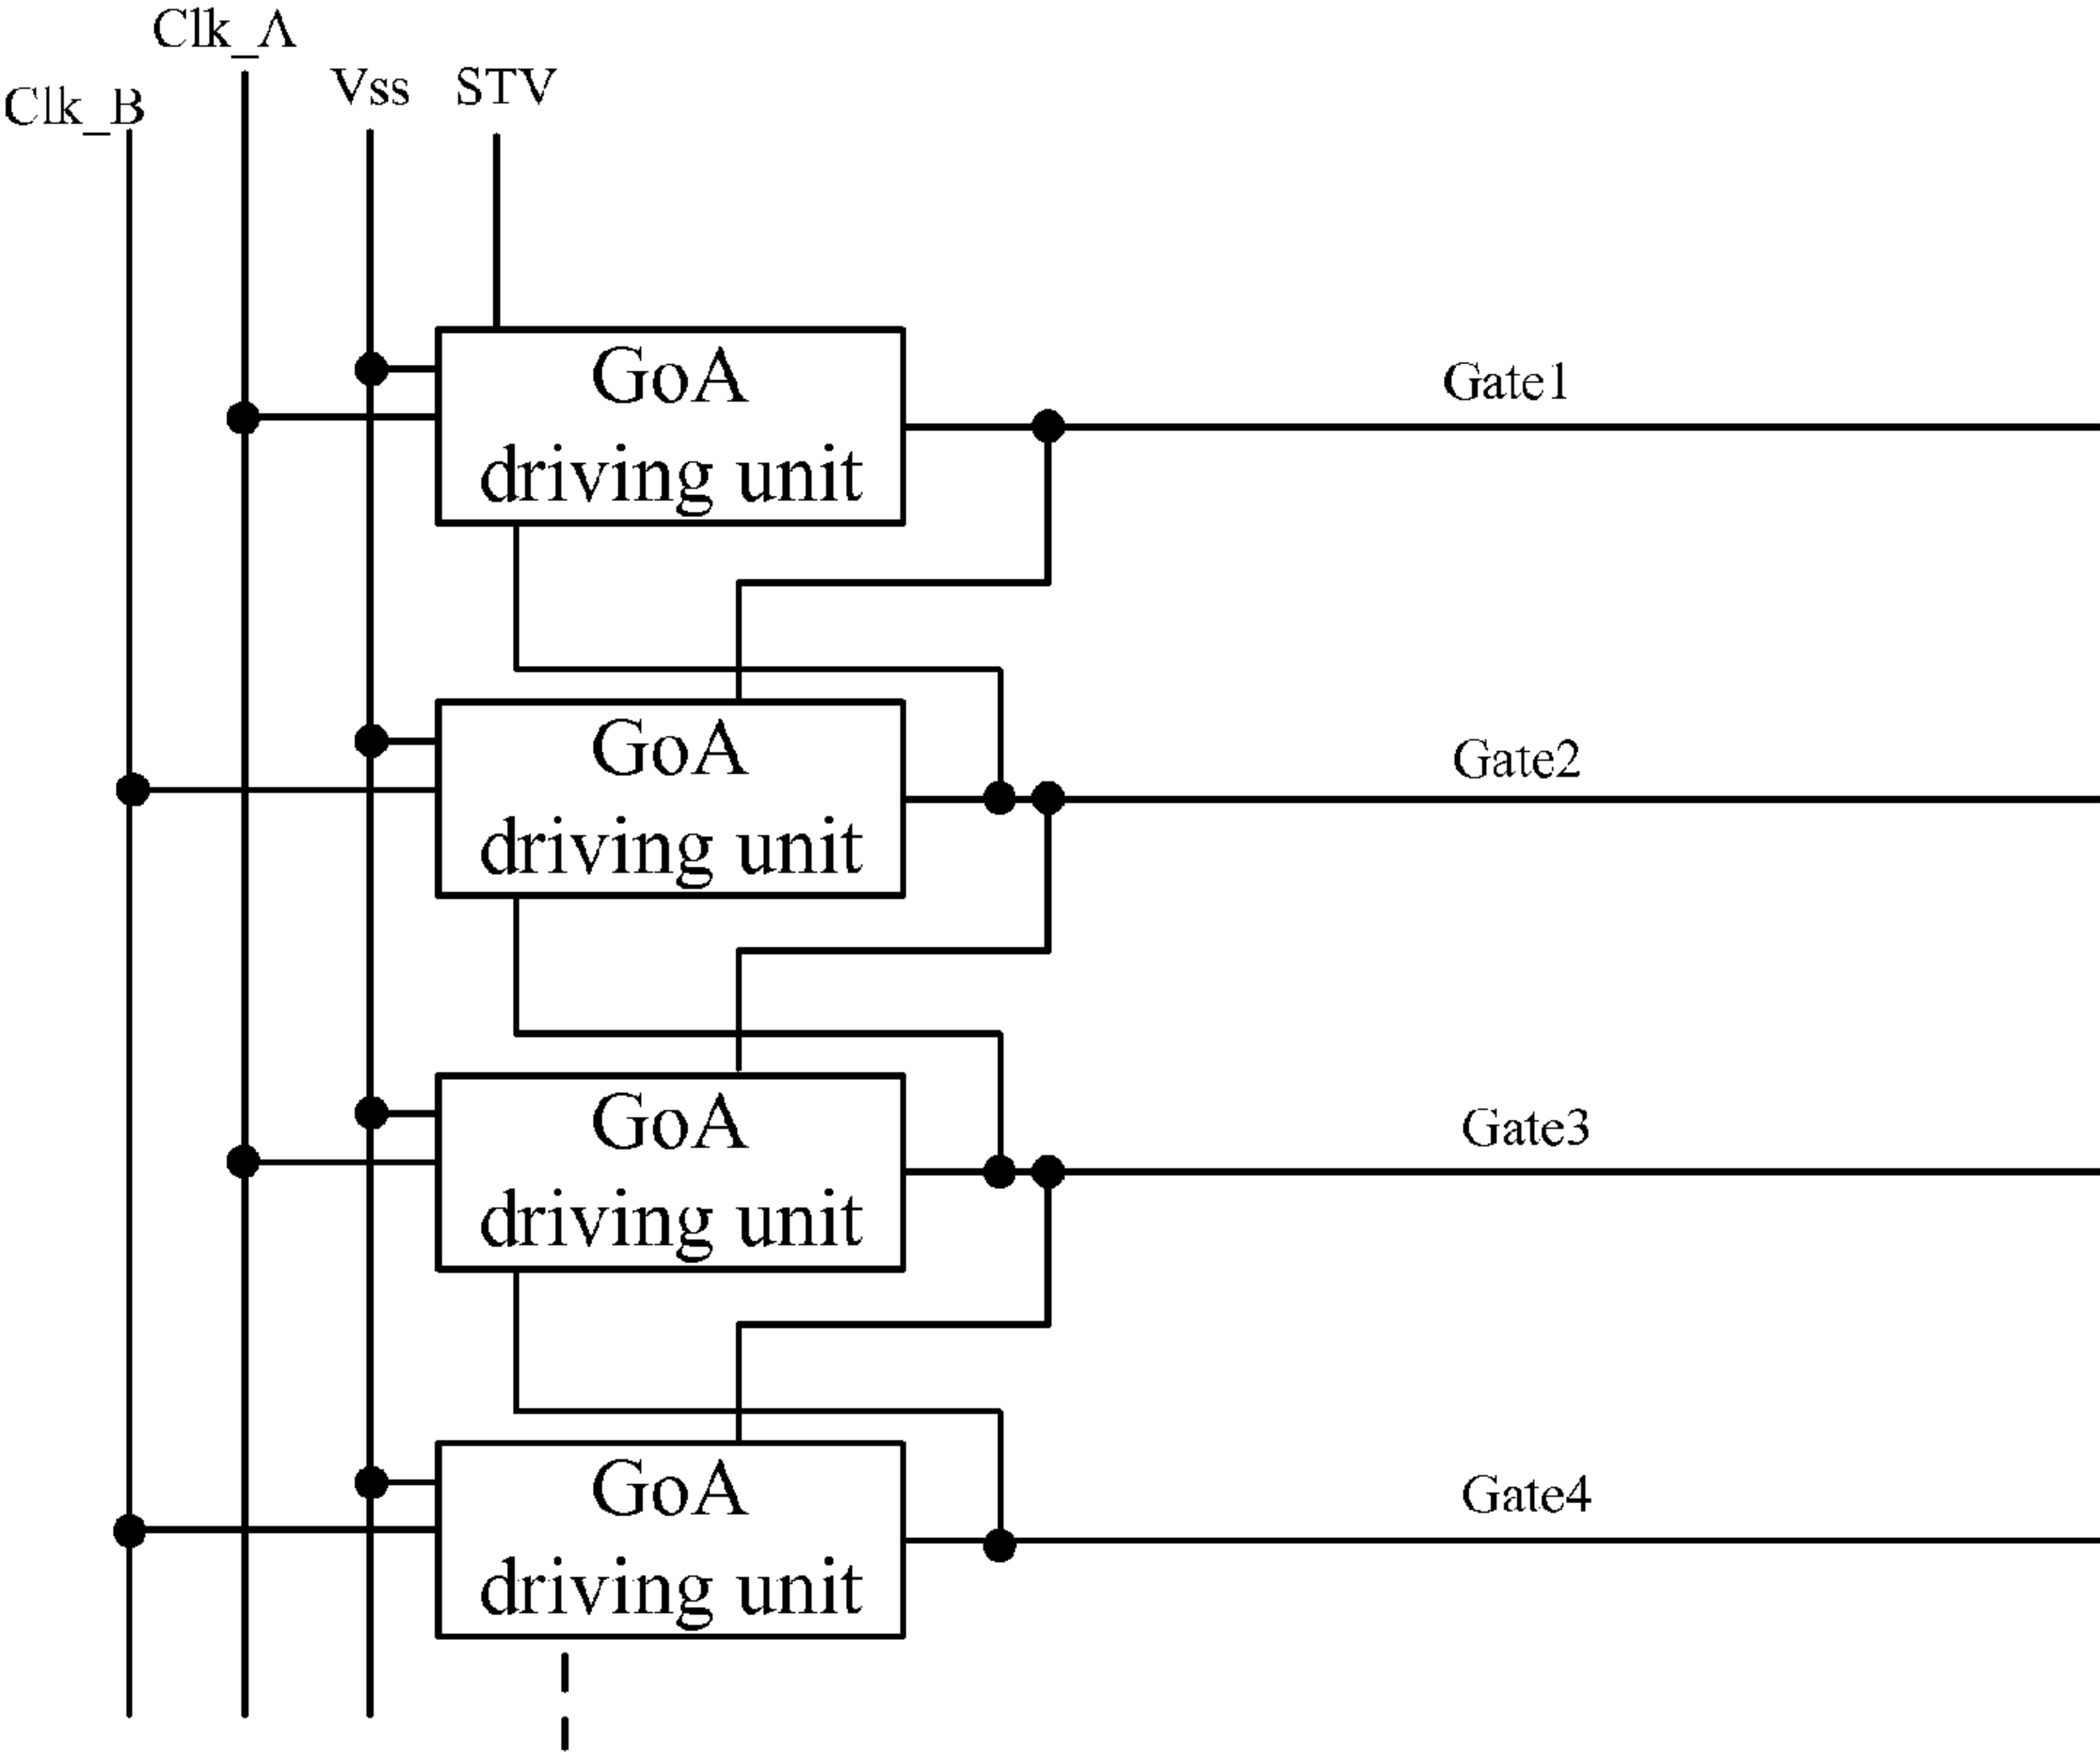 Clk_A
Vss STV
Clk_B
GoA
driving unit
Gate1
GoA
driving unit
Gate2
GoA
driving unit
Gate3
GoA
driving unit
Gate4